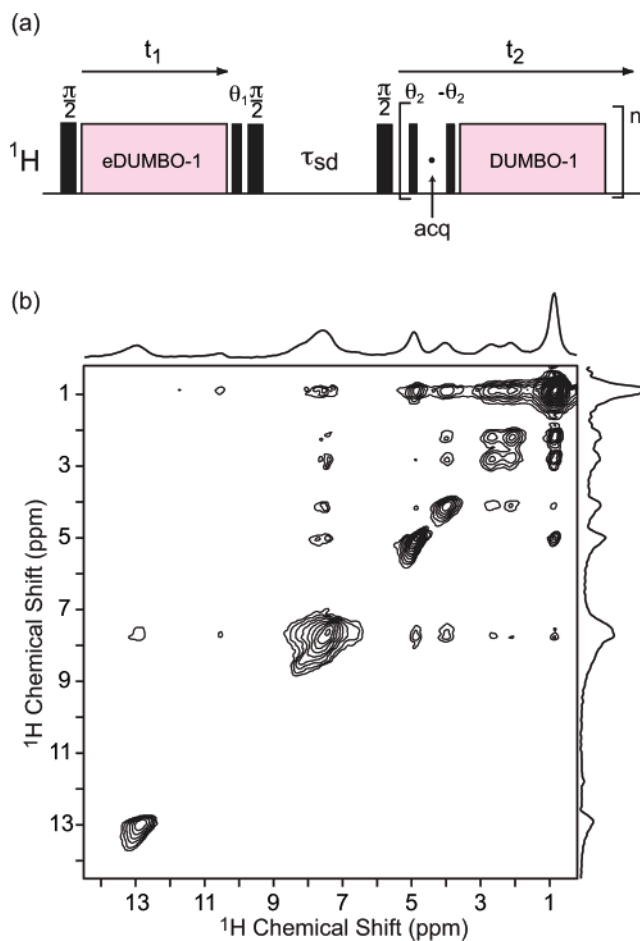 (a)
t₁
t₂
π/2
θ₁
π/2
π/2
θ₂
-θ₂
n
¹H
eDUMBO-1
τsd
DUMBO-1
acq
(b)
1
3
5
7
9
11
13
¹H Chemical Shift (ppm)
13
11
9
7
5
3
1
¹H Chemical Shift (ppm)